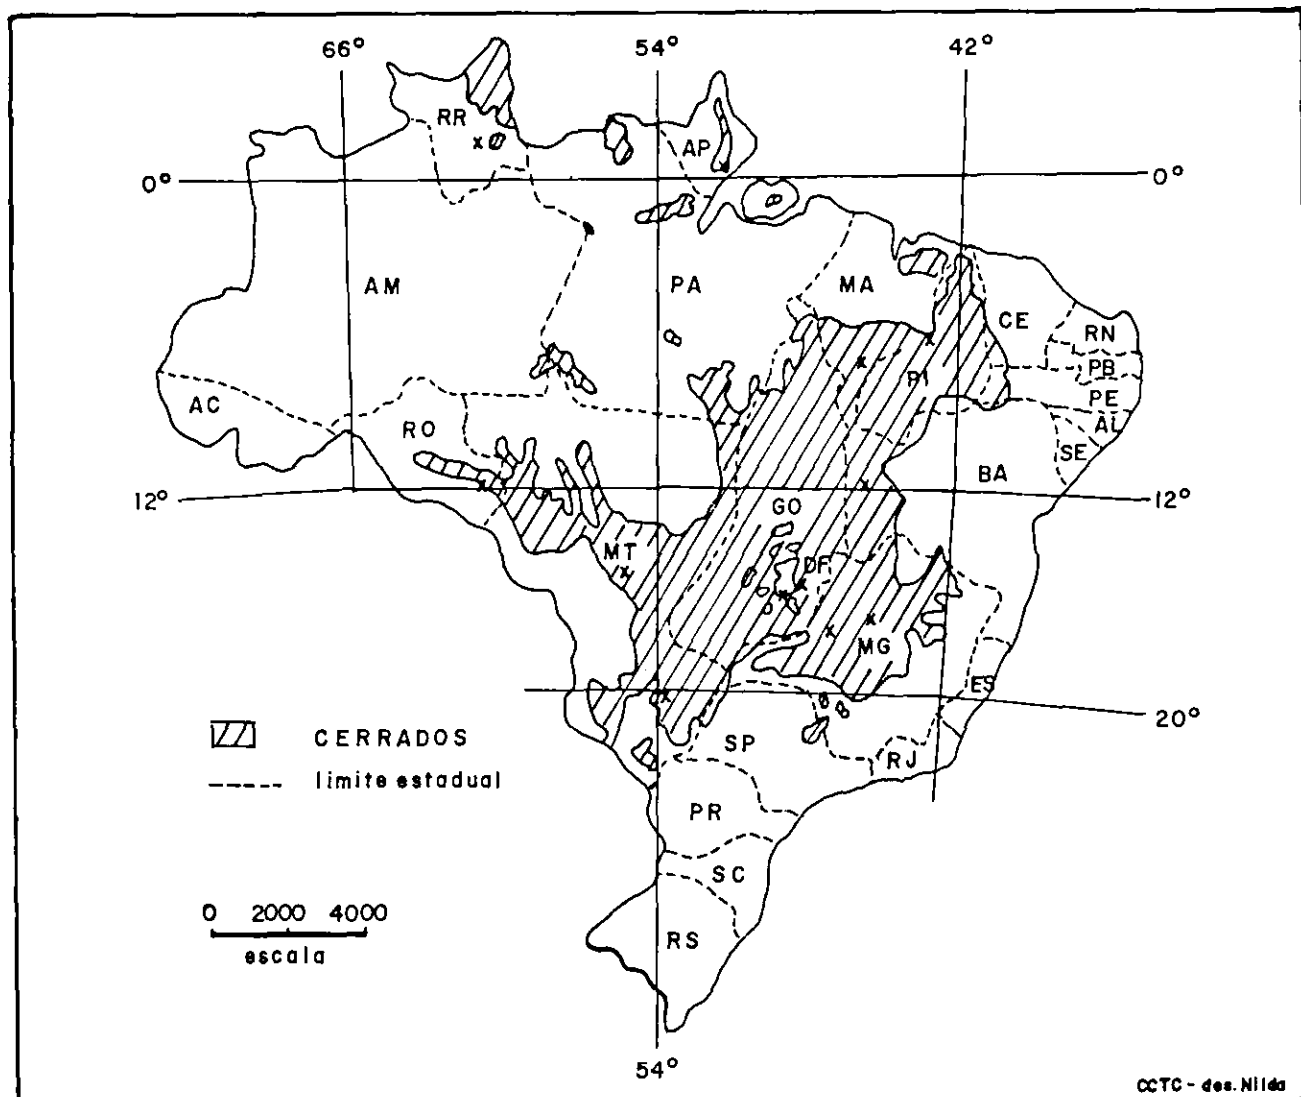 66° 54° 42°
RR
AP
0° 0°
AM PA MA
CE
RN
PB
PI
PE
AC
AL
RO
SE
BA
12° 12°
GO
MT
DF
MG
ES
20°
CERRADOS
SP
RJ
limite estadual
PR
SC
0 2000 4000
RS
escala
54°
CCTC - des. Nilda